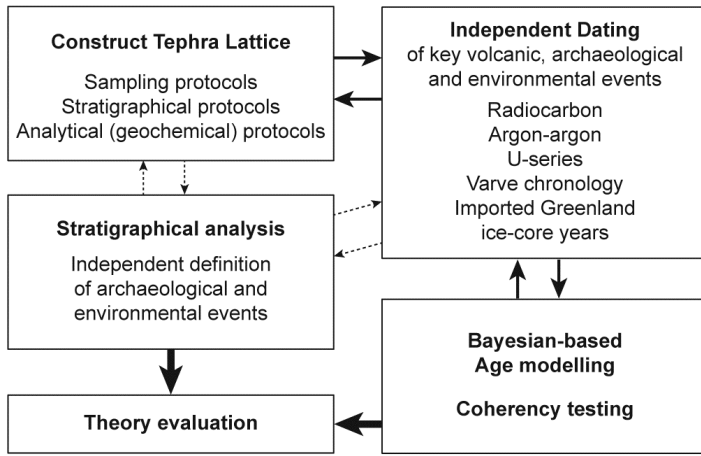 Construct Tephra Lattice
Sampling protocols
Stratigraphical protocols
Analytical (geochemical) protocols
Independent Dating
of key volcanic, archaeological
and environmental events
Radiocarbon
Argon-argon
U-series
Varve chronology
Imported Greenland
ice-core years
Stratigraphical analysis
Independent definition
of archaeological and
environmental events
Bayesian-based
Age modelling
Coherency testing
Theory evaluation